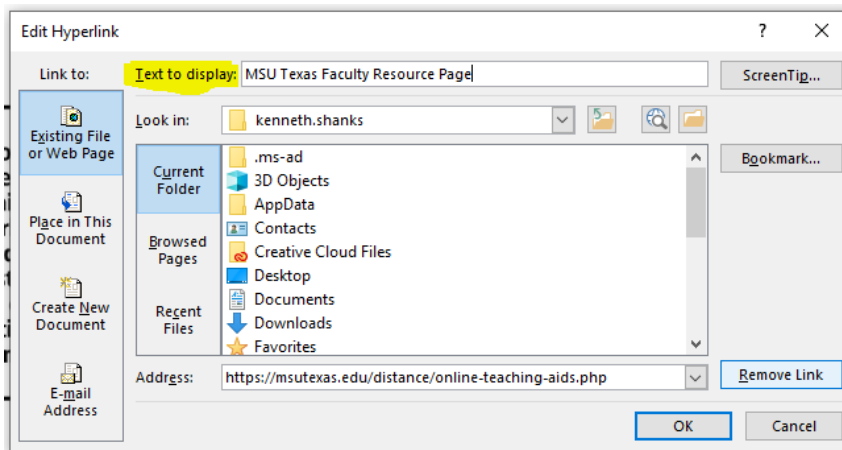 Edit Hyperlink
? X
Link to:
Text to display: MSU Texas Faculty Resource Page
ScreenTip...
Existing File
or Web Page
Look in: kenneth.shanks
Current
Folder
.ms-ad
3D Objects
AppData
Contacts
Creative Cloud Files
Desktop
Documents
Downloads
Favorites
Bookmark...
Place in This
Document
Browsed
Pages
Create New
Document
Recent
Files
E-mail
Address
Address: https://msutexas.edu/distance/online-teaching-aids.php
Remove Link
OK
Cancel